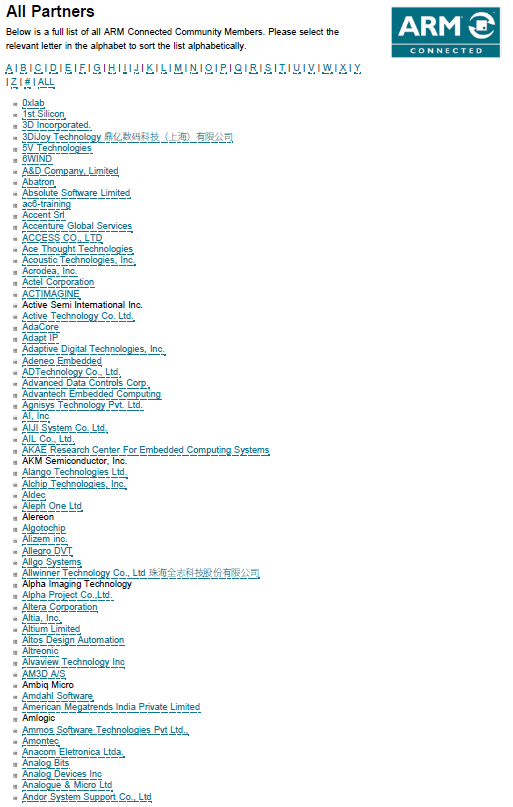 All Partners
Below is a full list of all ARM Connected Community Members. Please select the
relevant letter in the alphabet to sort the list alphabetically.
ARM
CONNECTED
A | B | C | D | E | F | G | H | I | J | K | L | M | N | O | P | Q | R | S | T | U | V | W | X | Y
| Z | # | ALL
0xlab
1st Silicon
3D Incorporated.
3DiJoy Technology 鼎亿数码科技（上海）有限公司
5V Technologies
6WIND
A&D Company, Limited
Abatron
Absolute Software Limited
ac6-training
Accent Srl
Accenture Global Services
ACCESS CO., LTD
Ace Thought Technologies
Acoustic Technologies, Inc.
Acrodea, Inc.
Actel Corporation
ACTIMAGINE
Active Semi International Inc.
Active Technology Co. Ltd.
AdaCore
Adapt IP
Adaptive Digital Technologies, Inc.
Adeneo Embedded
ADTechnology Co., Ltd.
Advanced Data Controls Corp.
Advantech Embedded Computing
Agnisys Technology Pvt. Ltd.
AI, Inc
AIJI System Co. Ltd.
AIL Co., Ltd.
AKAE Research Center For Embedded Computing Systems
AKM Semiconductor, Inc.
Alango Technologies Ltd.
Alchip Technologies, Inc.
Aldec
Aleph One Ltd
Alereon
Algotochip
Alizem inc.
Allegro DVT
Allgo Systems
Allwinner Technology Co., Ltd 珠海全志科技股份有限公司
Alpha Imaging Technology
Alpha Project Co.,Ltd.
Altera Corporation
Altia, Inc.
Altium Limited
Altos Design Automation
Altreonic
Alvaview Technology Inc
AM3D A/S
Ambiq Micro
Amdahl Software
American Megatrends India Private Limited
Amlogic
Ammos Software Technologies Pvt Ltd.,
Amontec
Anacom Eletronica Ltda.
Analog Bits
Analog Devices Inc
Analogue & Micro Ltd
Andor System Support Co., Ltd